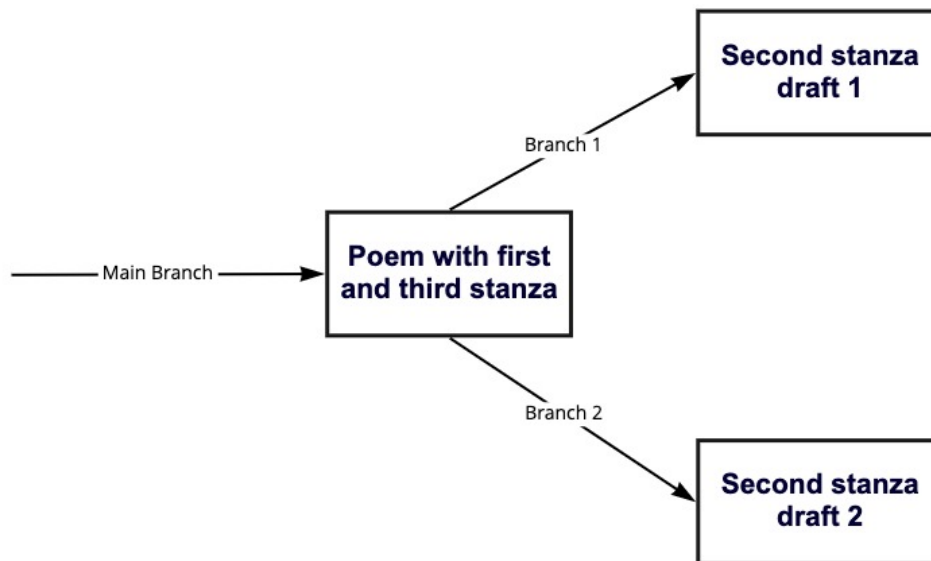 Second stanza
draft 1
Branch 1
Main Branch
Poem with first
and third stanza
Branch 2
Second stanza
draft 2